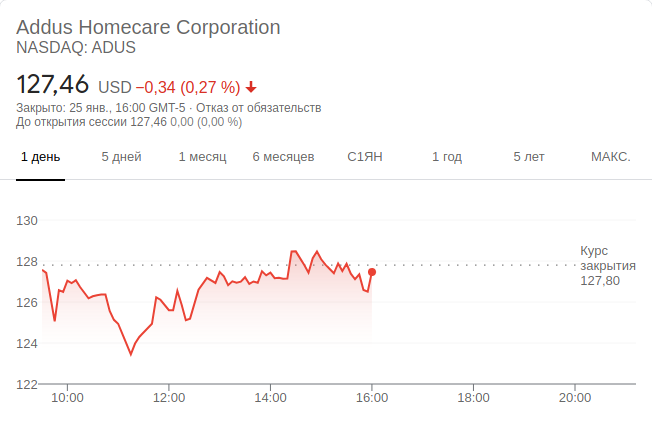 Addus Homecare Corporation
NASDAQ: ADUS
127,46 USD −0,34 (0,27 %)
Закрыто: 25 янв., 16:00 GMT-5 · Отказ от обязательств
До открытия сессии 127,46 0,00 (0,00 %)
1 день 5 дней 1 месяц 6 месяцев С1ЯН 1 год 5 лет МАКС.
130
128
126
124
122
Курс
закрытия
127,80
10:00 12:00 14:00 16:00 18:00 20:00